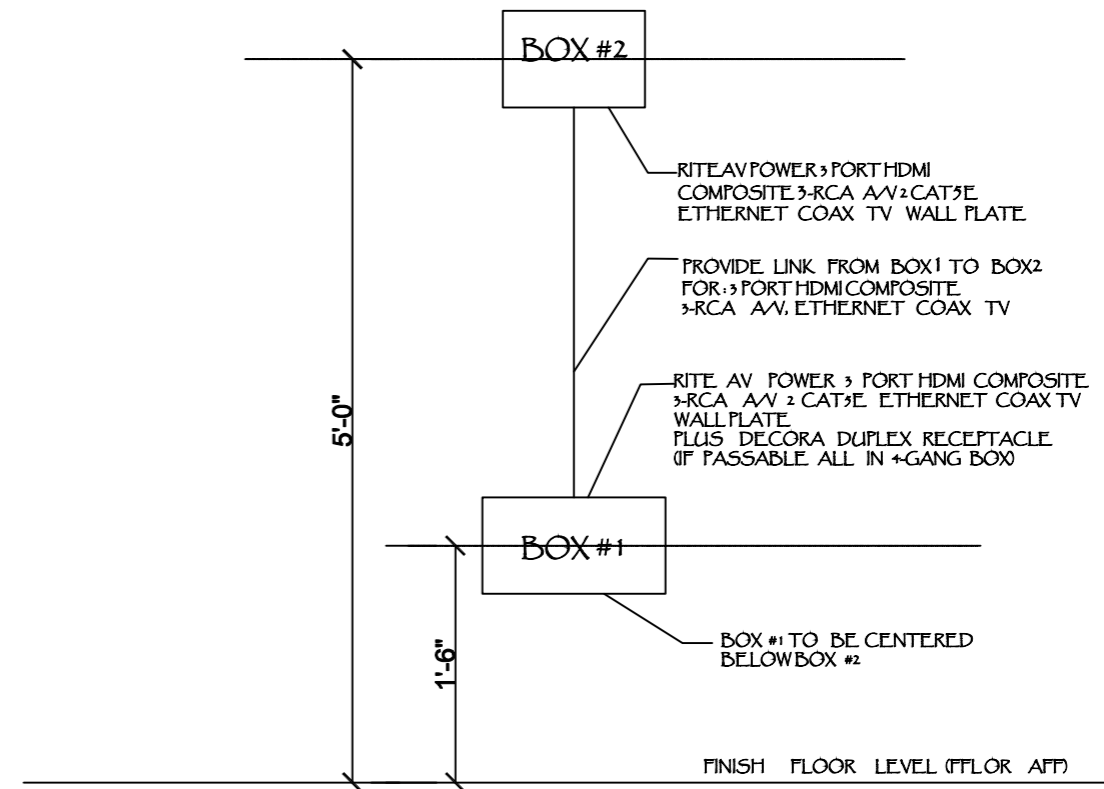 BOX #2
RITEAV POWER 3 PORT HDMI
COMPOSITE 3-RCA A/V 2 CAT5E
ETHERNET COAX TV WALL PLATE
PROVIDE LINK FROM BOX1 TO BOX2
FOR: 3 PORT HDMI COMPOSITE
3-RCA A/V, ETHERNET COAX TV
5'-0"
RITE AV POWER 3 PORT HDMI COMPOSITE
3-RCA A/V 2 CAT5E ETHERNET COAX TV
WALL PLATE
PLUS DECORA DUPLEX RECEPTACLE
(IF PASSABLE ALL IN 4-GANG BOX)
BOX #1
1'-6"
BOX #1 TO BE CENTERED
BELOW BOX #2
FINISH FLOOR LEVEL (FFLOR AFF)